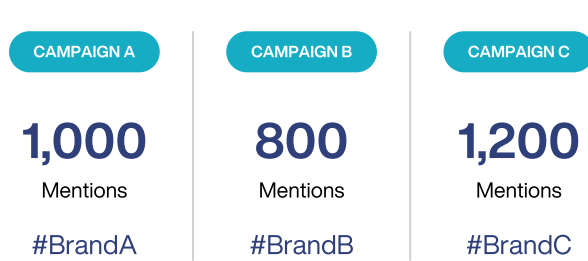 CAMPAIGN A
1,000
Mentions
#BrandA
CAMPAIGN B
800
Mentions
#BrandB
CAMPAIGN C
1,200
Mentions
#BrandC